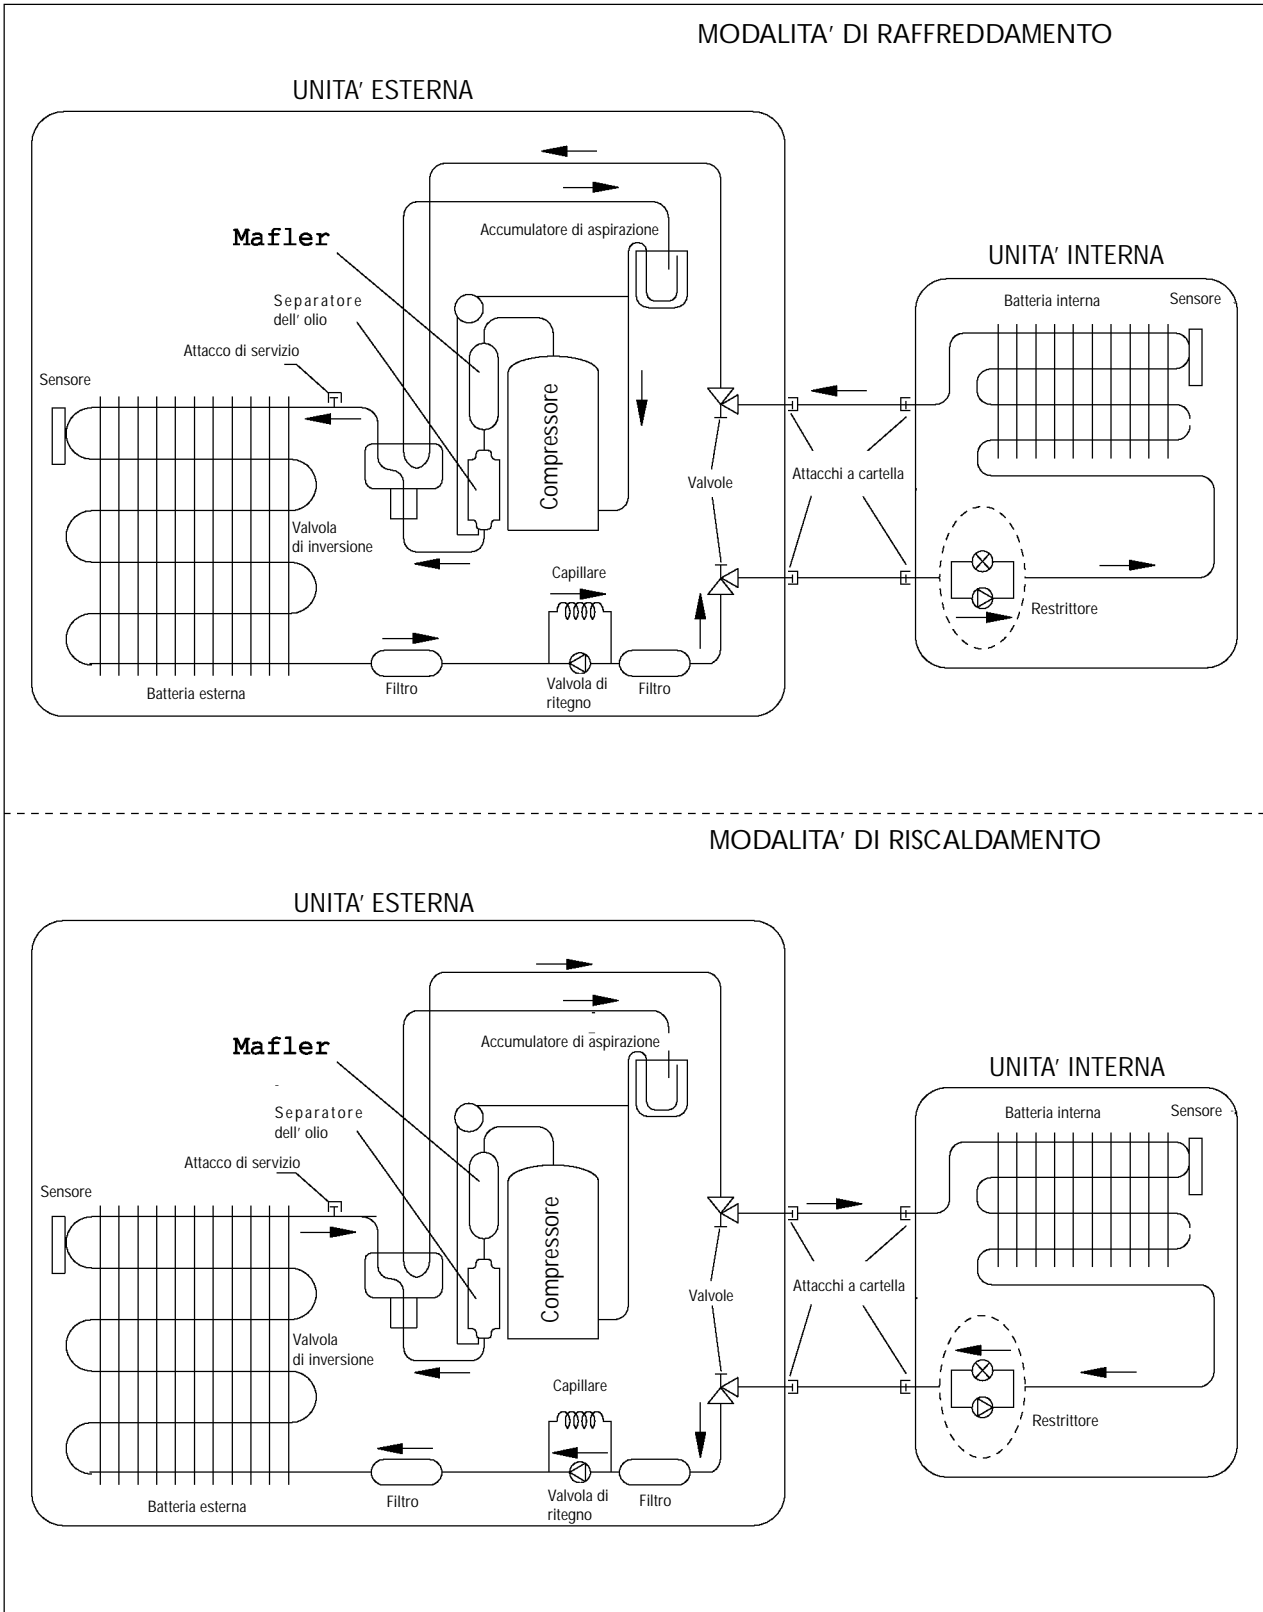 MODALITA' DI RAFFREDDAMENTO
UNITA' ESTERNA
Mafler
Accumulatore di aspirazione
UNITA' INTERNA
Batteria interna
Sensore
Separatore
dell' olio
Attacco di servizio
Sensore
Compressore
Valvole
Attacchi a cartella
Valvola
di inversione
Capillare
Restrittore
Batteria esterna
Filtro
Valvola di
ritegno
Filtro
MODALITA' DI RISCALDAMENTO
UNITA' ESTERNA
Mafler
Accumulatore di aspirazione
UNITA' INTERNA
Batteria interna
Sensore
Separatore
dell' olio
Attacco di servizio
Sensore
Compressore
Valvole
Attacchi a cartella
Valvola
di inversione
Capillare
Restrittore
Batteria esterna
Filtro
Valvola di
ritegno
Filtro